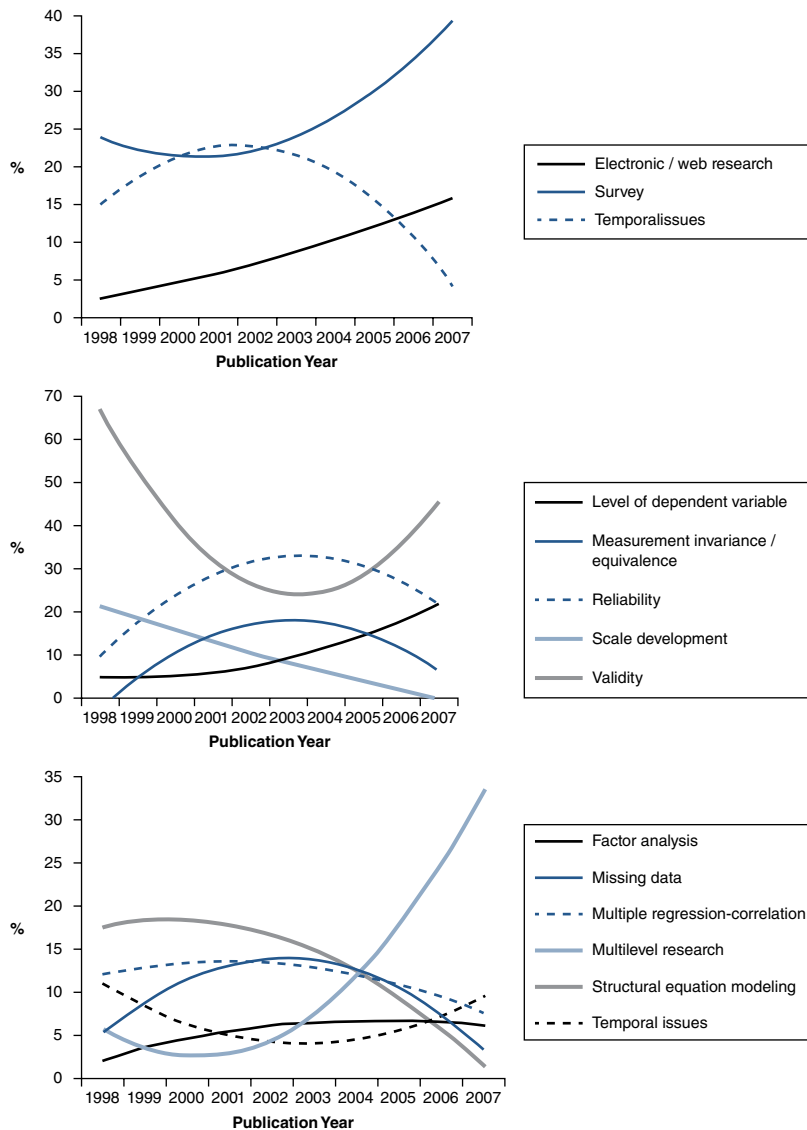 40
35
30
25
%
20
15
10
5
0
1998 1999 2000 2001 2002 2003 2004 2005 2006 2007
Publication Year
Electronic / web research
Survey
Temporalissues
70
60
50
%
40
30
20
10
0
1998 1999 2000 2001 2002 2003 2004 2005 2006 2007
Publication Year
Level of dependent variable
Measurement invariance /
equivalence
Reliability
Scale development
Validity
35
30
25
20
%
15
10
5
0
1998 1999 2000 2001 2002 2003 2004 2005 2006 2007
Publication Year
Factor analysis
Missing data
Multiple regression-correlation
Multilevel research
Structural equation modeling
Temporal issues